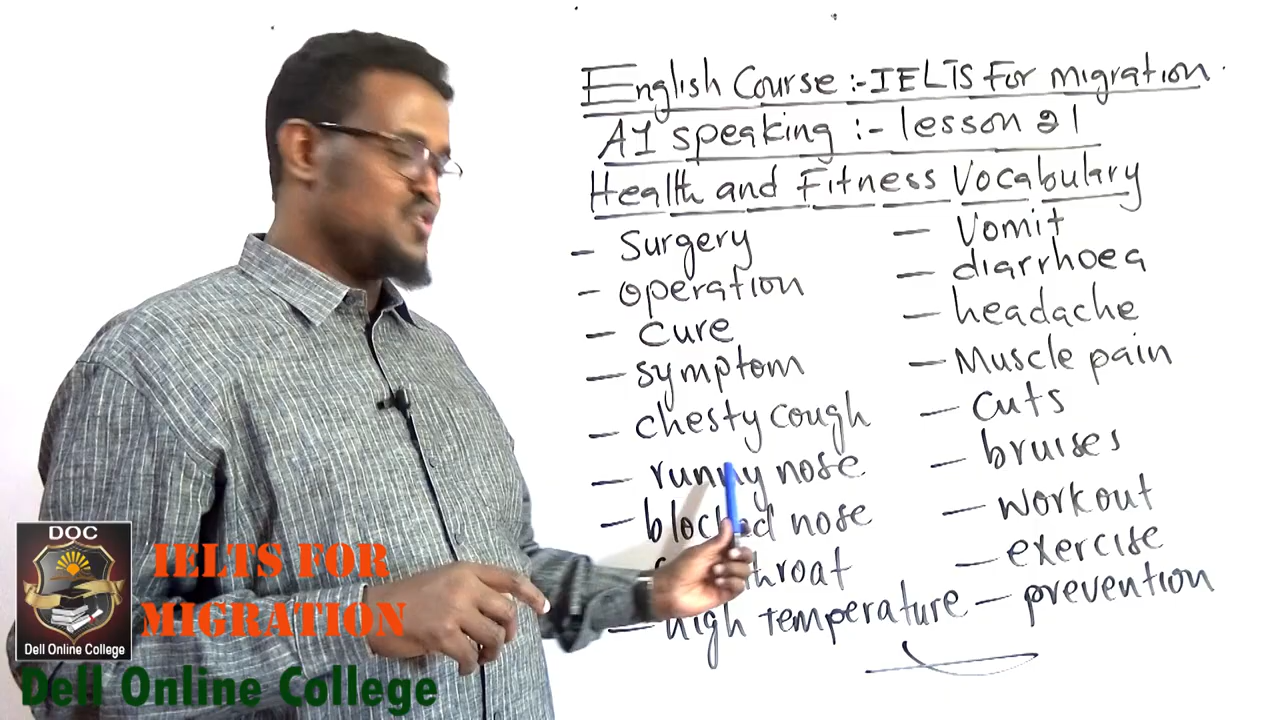 English Course :- IELTS For migration.
A1 speaking :- lesson 21
Health and Fitness Vocabulary
- Surgery
- operation
- Cure
- symptom
- chesty cough
- runny nose
- blocked nose
throat
- high temperature
- Vomit
- diarrhoea
- headache
- Muscle pain
- Cuts
- bruises
- workout
- exercise
- prevention
DOC
Dell Online College
IELTS FOR
MIGRATION
Dell Online College